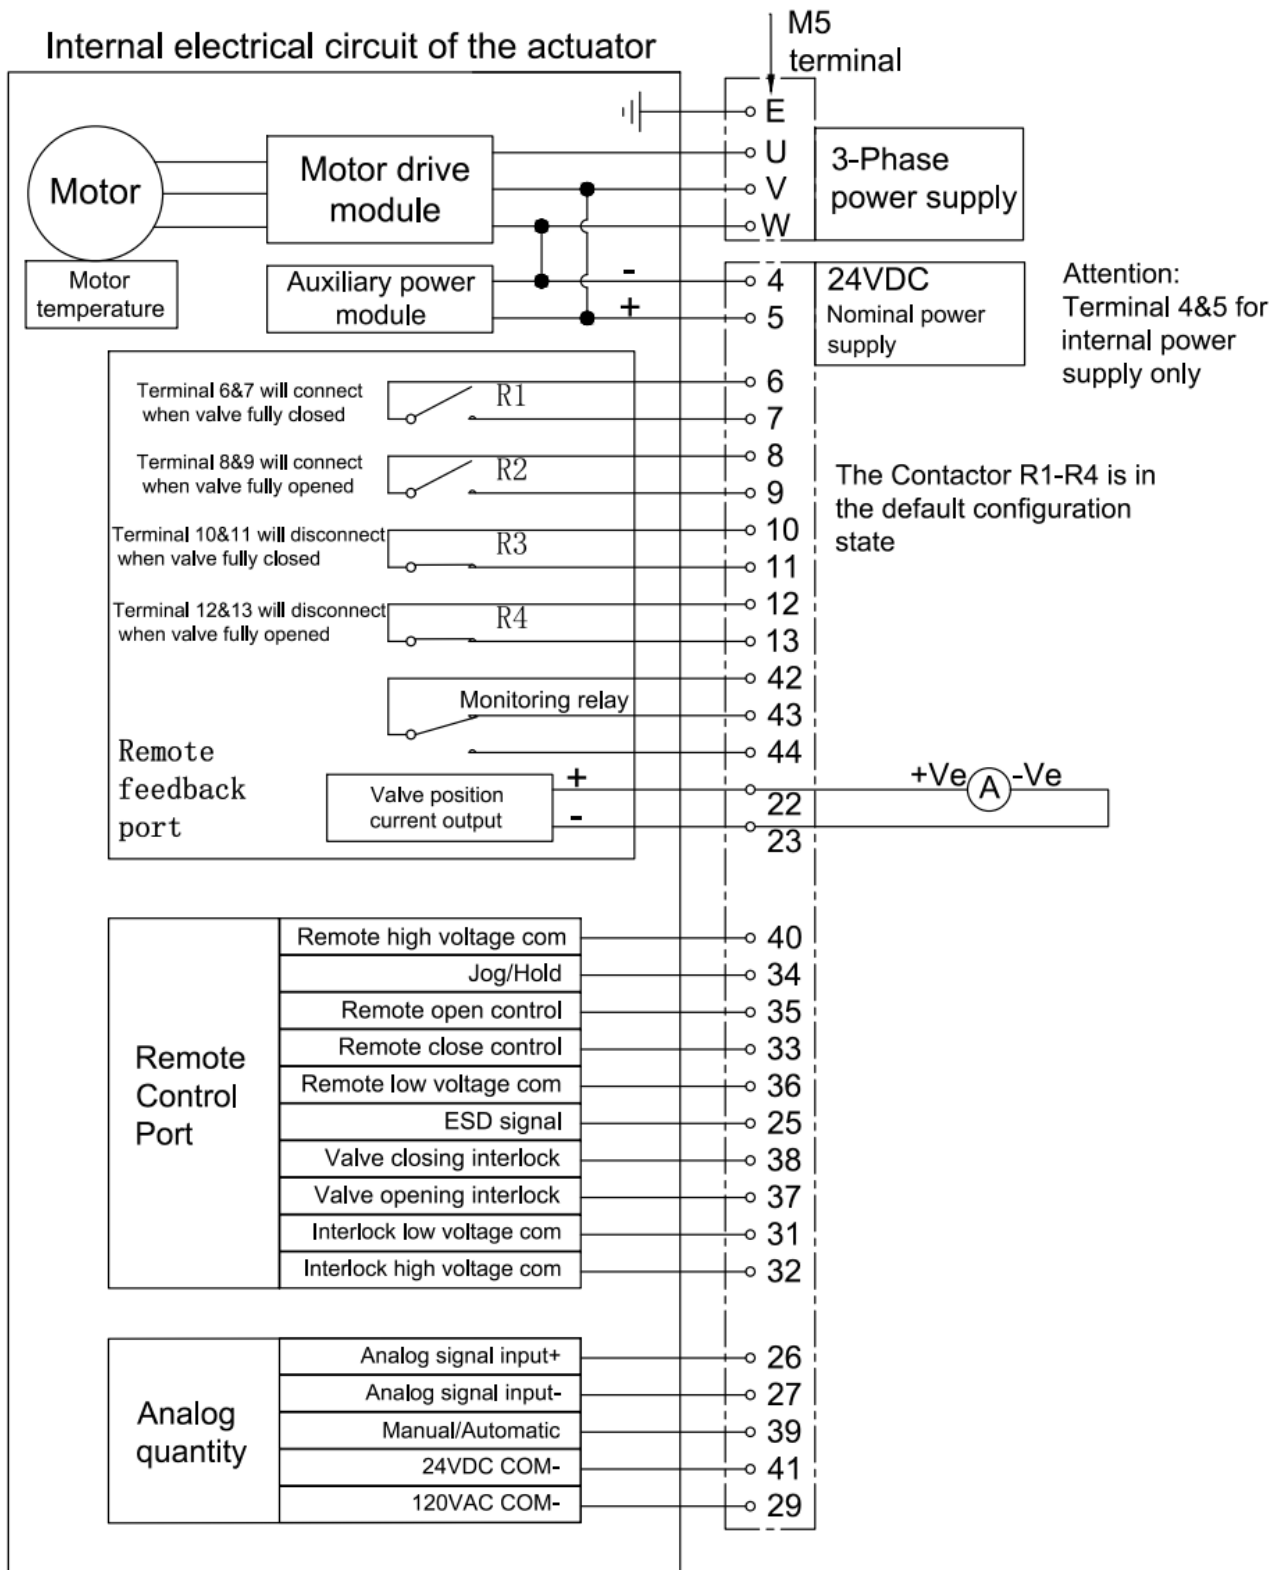 M5
terminal
Internal electrical circuit of the actuator
E
U
V
W
Motor
Motor drive
module
3-Phase
power supply
Motor
temperature
Auxiliary power
module
-
+
4
5
24VDC
Nominal power
supply
Attention:
Terminal 4&5 for
internal power
supply only
Terminal 6&7 will connect
when valve fully closed
R1
6
7
Terminal 8&9 will connect
when valve fully opened
R2
8
9
The Contactor R1-R4 is in
the default configuration
state
Terminal 10&11 will disconnect
when valve fully closed
R3
10
11
Terminal 12&13 will disconnect
when valve fully opened
R4
12
13
42
Monitoring relay
43
44
Remote
feedback
port
Valve position
current output
+
-
22
23
+Ve
A
-Ve
Remote
Control
Port
Remote high voltage com
40
Jog/Hold
34
Remote open control
35
Remote close control
33
Remote low voltage com
36
ESD signal
25
Valve closing interlock
38
Valve opening interlock
37
Interlock low voltage com
31
Interlock high voltage com
32
Analog
quantity
Analog signal input+
26
Analog signal input-
27
Manual/Automatic
39
24VDC COM-
41
120VAC COM-
29